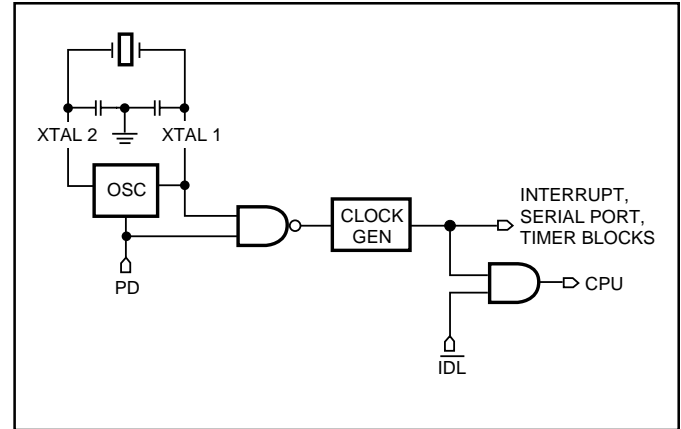 XTAL 2
XTAL 1
OSC
CLOCK
GEN
INTERRUPT,
SERIAL PORT,
TIMER BLOCKS
PD
CPU
IDL